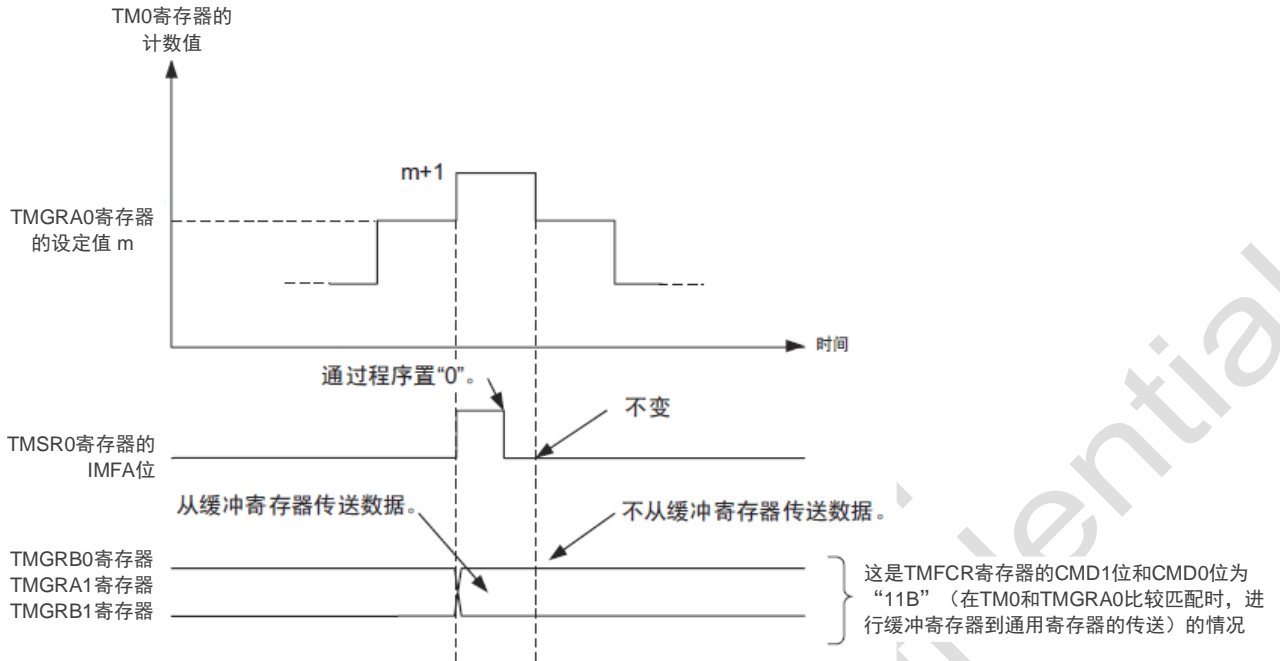 TM0寄存器的
计数值
m+1
TMGRA0寄存器
的设定值 m
时间
通过程序置“0”。
不变
TMSR0寄存器的
IMFA位
从缓冲寄存器传送数据。
不从缓冲寄存器传送数据。
TMGRB0寄存器
TMGRA1寄存器
TMGRB1寄存器
这是TMFCR寄存器的CMD1位和CMD0位为
“11B”（在TM0和TMGRA0比较匹配时，进
行缓冲寄存器到通用寄存器的传送）的情况